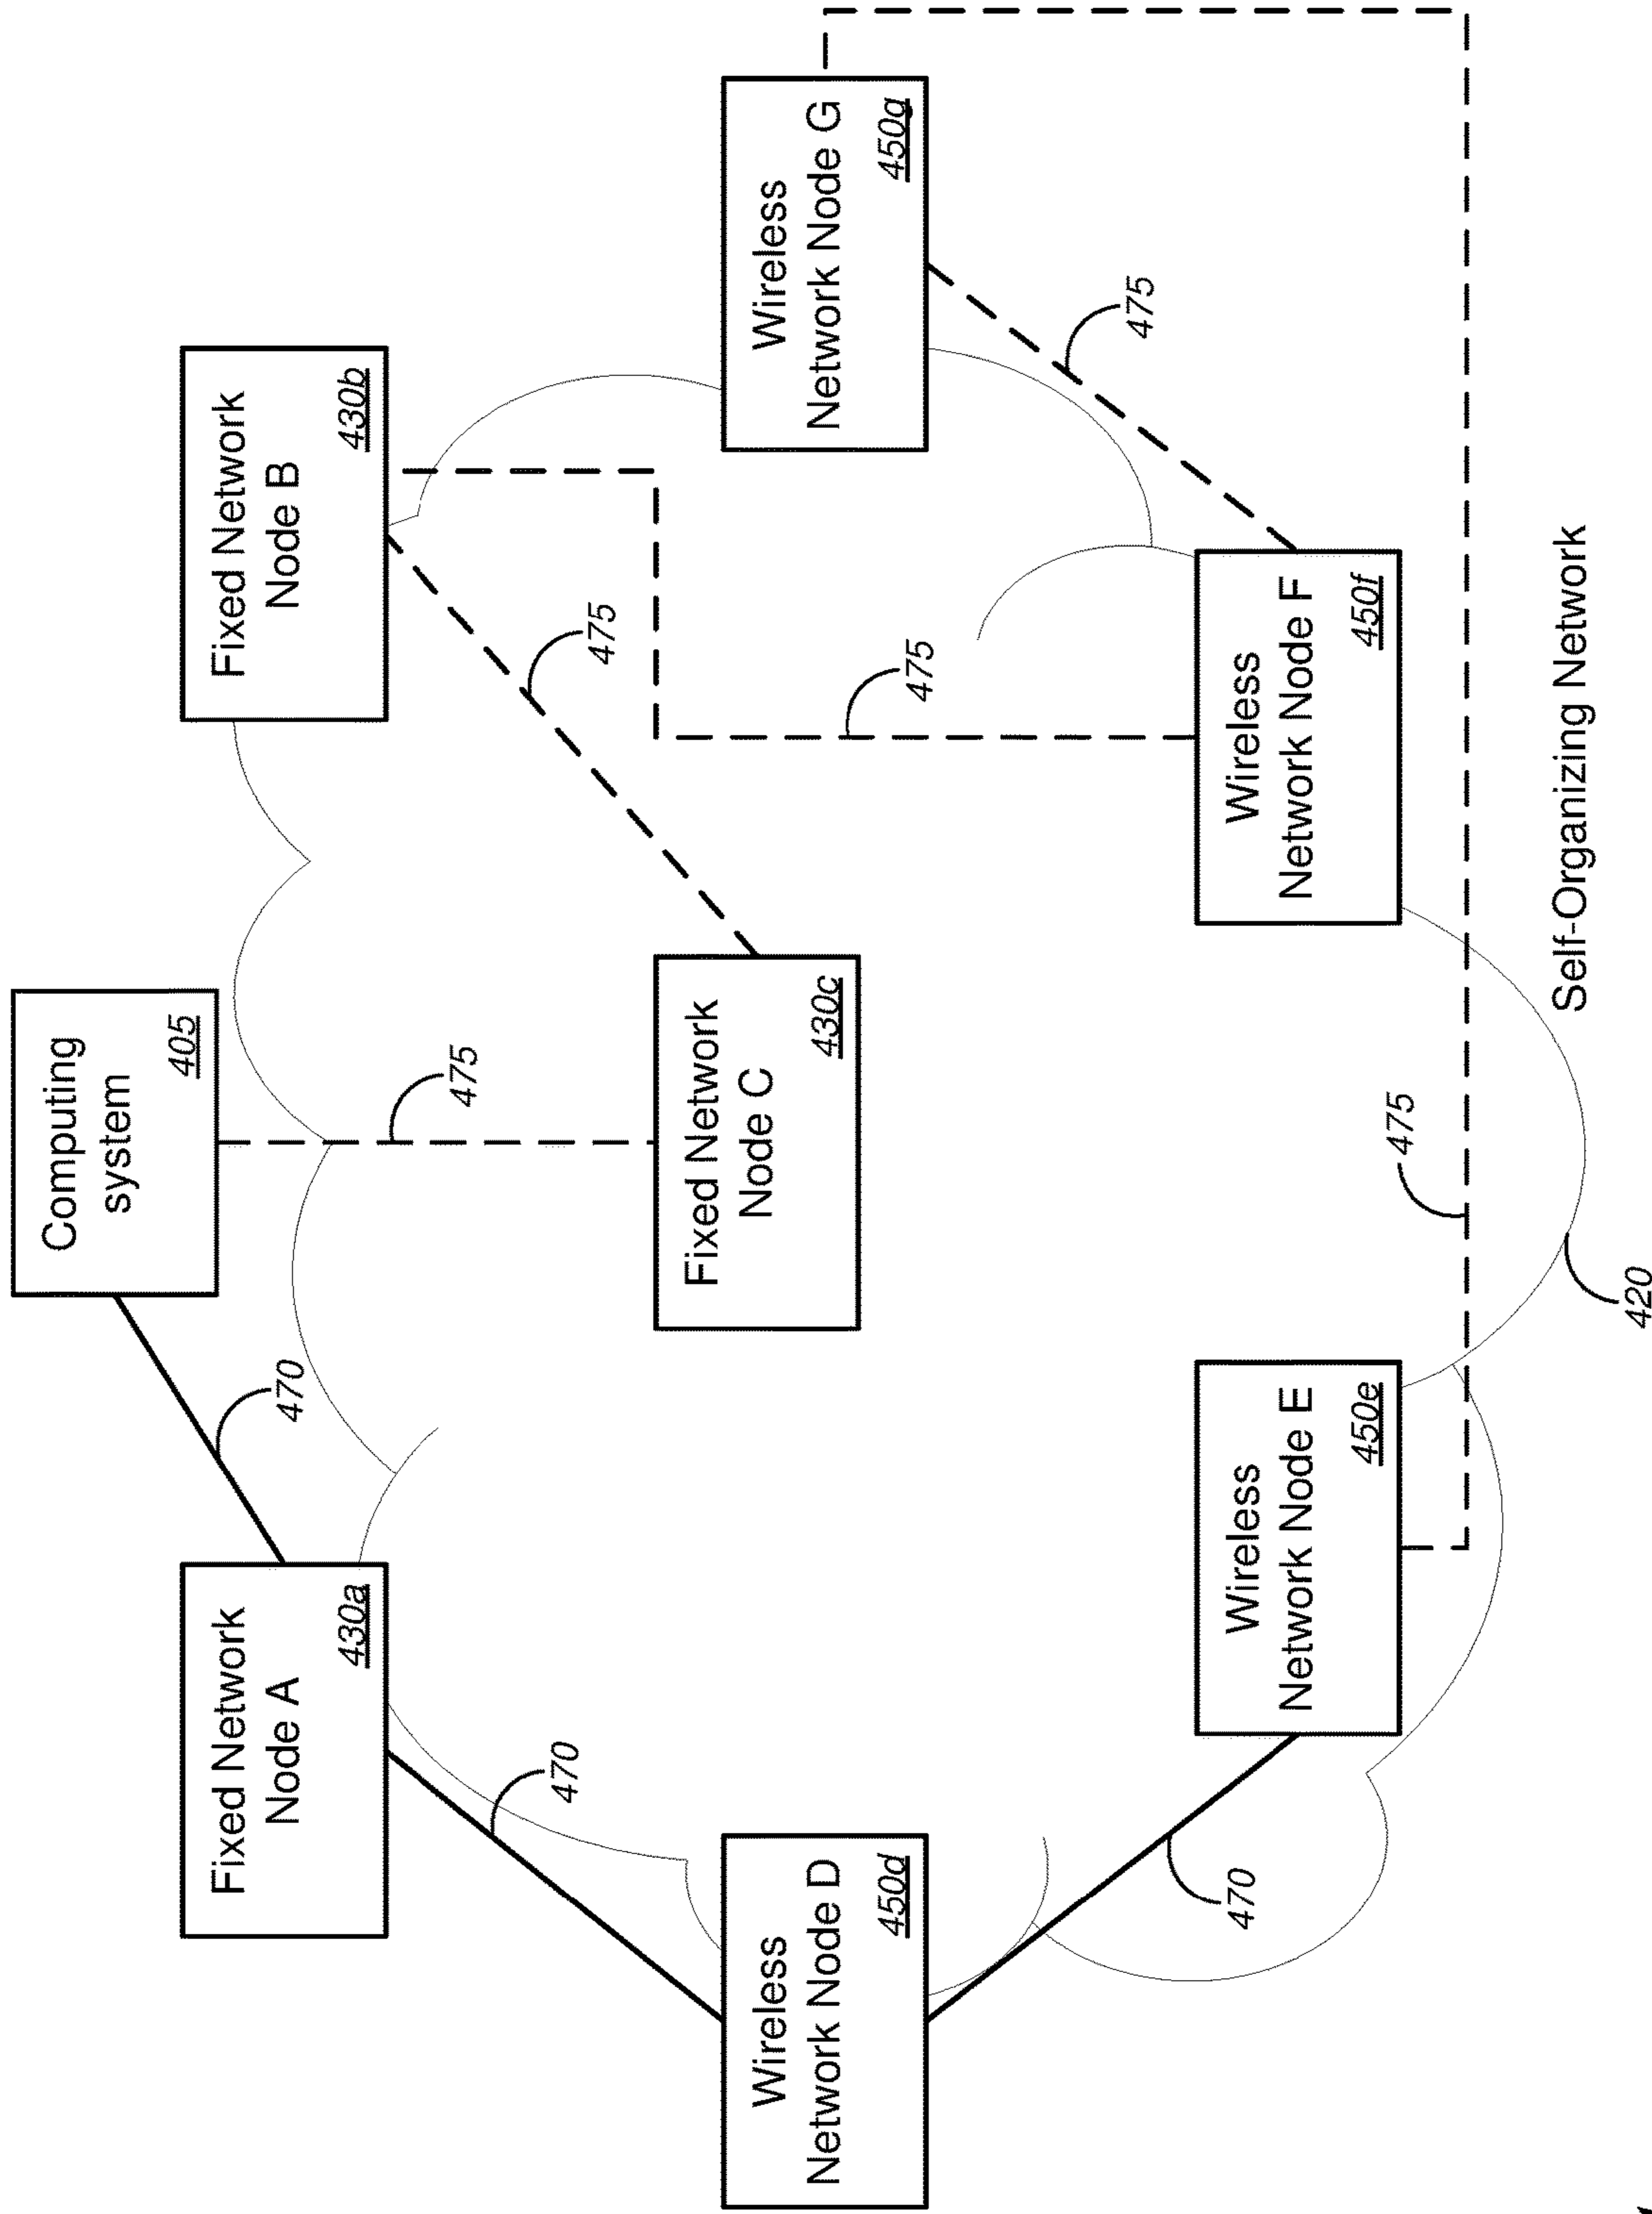 Computing
system
405
470
475
Fixed Network
Node A
430a
Fixed Network
Node B
430b
475
Fixed Network
Node C
430c
470
475
Wireless
Network Node D
450d
Wireless
Network Node G
450g
475
470
Wireless
Network Node E
450e
Wireless
Network Node F
450f
475
420
Self-Organizing Network